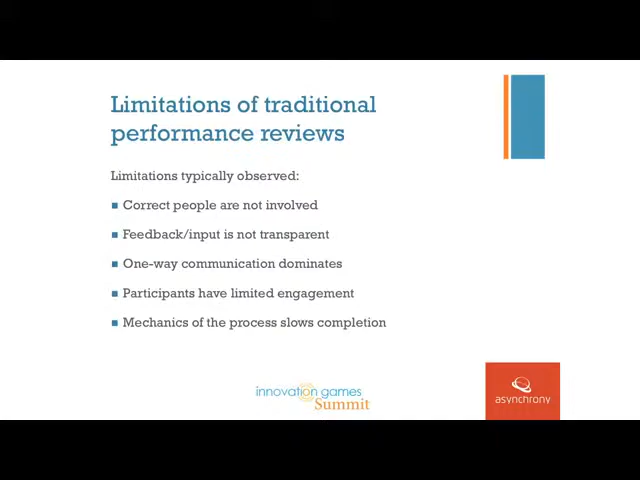 Limitations of traditional
performance reviews
Limitations typically observed:
Correct people are not involved
Feedback/input is not transparent
One-way communication dominates
Participants have limited engagement
Mechanics of the process slows completion
innovation games
Summit
asynchrony